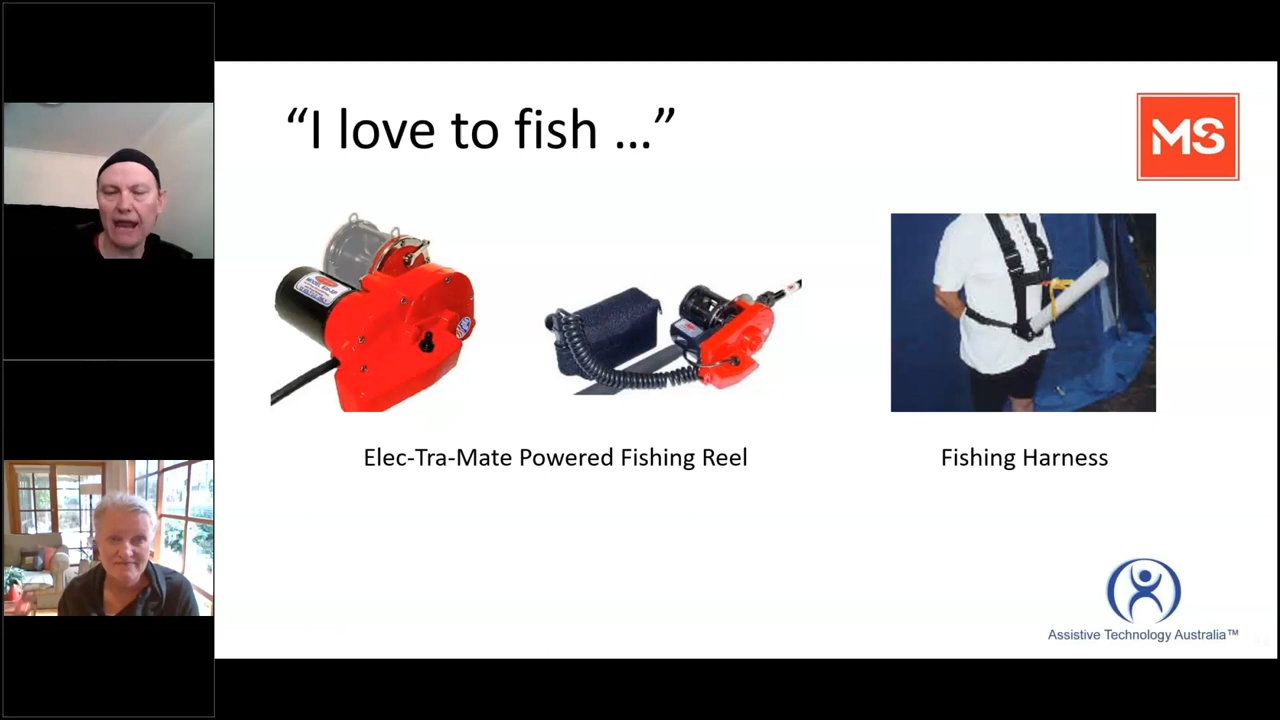 “I love to fish ...”
MS
Elec-Tra-Mate Powered Fishing Reel
Fishing Harness
Assistive Technology Australia™